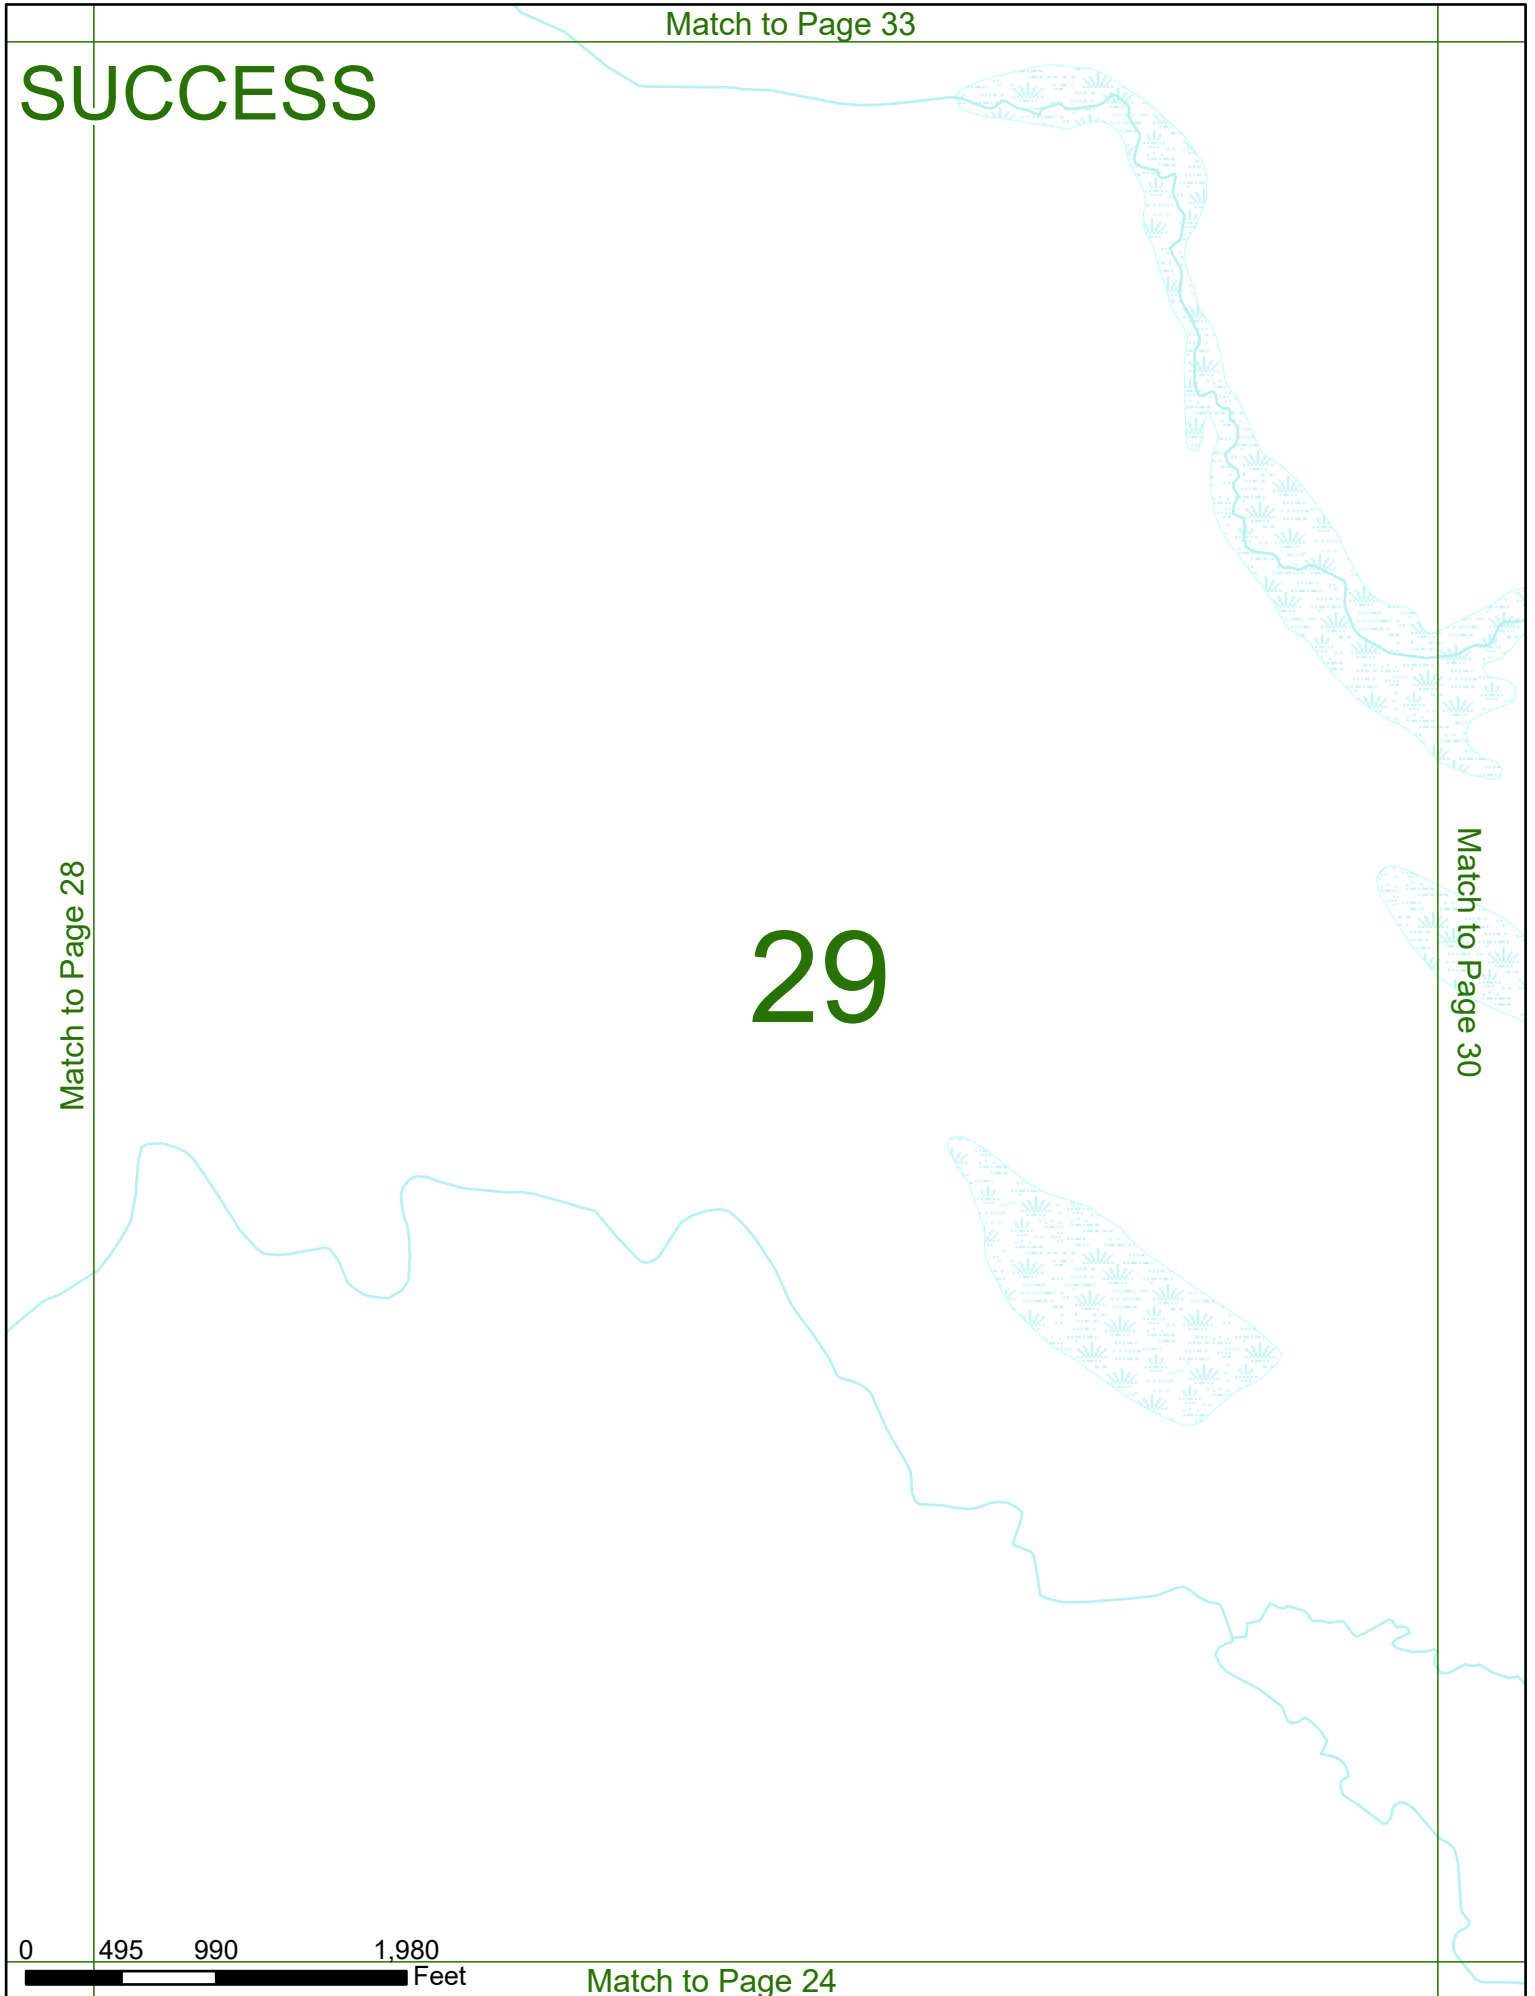 Match to Page 33
SUCCESS
Match to Page 28
29
Match to Page 30
0 495 990 1,980
Feet
Match to Page 24